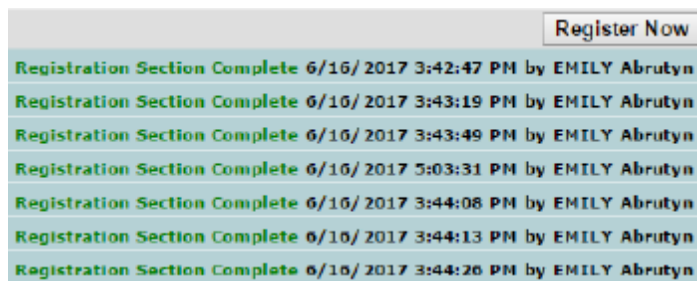 Register Now
Registration Section Complete 6/16/2017 3:42:47 PM by EMILY Abrutyn
Registration Section Complete 6/16/2017 3:43:19 PM by EMILY Abrutyn
Registration Section Complete 6/16/2017 3:43:49 PM by EMILY Abrutyn
Registration Section Complete 6/16/2017 5:03:31 PM by EMILY Abrutyn
Registration Section Complete 6/16/2017 3:44:08 PM by EMILY Abrutyn
Registration Section Complete 6/16/2017 3:44:13 PM by EMILY Abrutyn
Registration Section Complete 6/16/2017 3:44:26 PM by EMILY Abrutyn